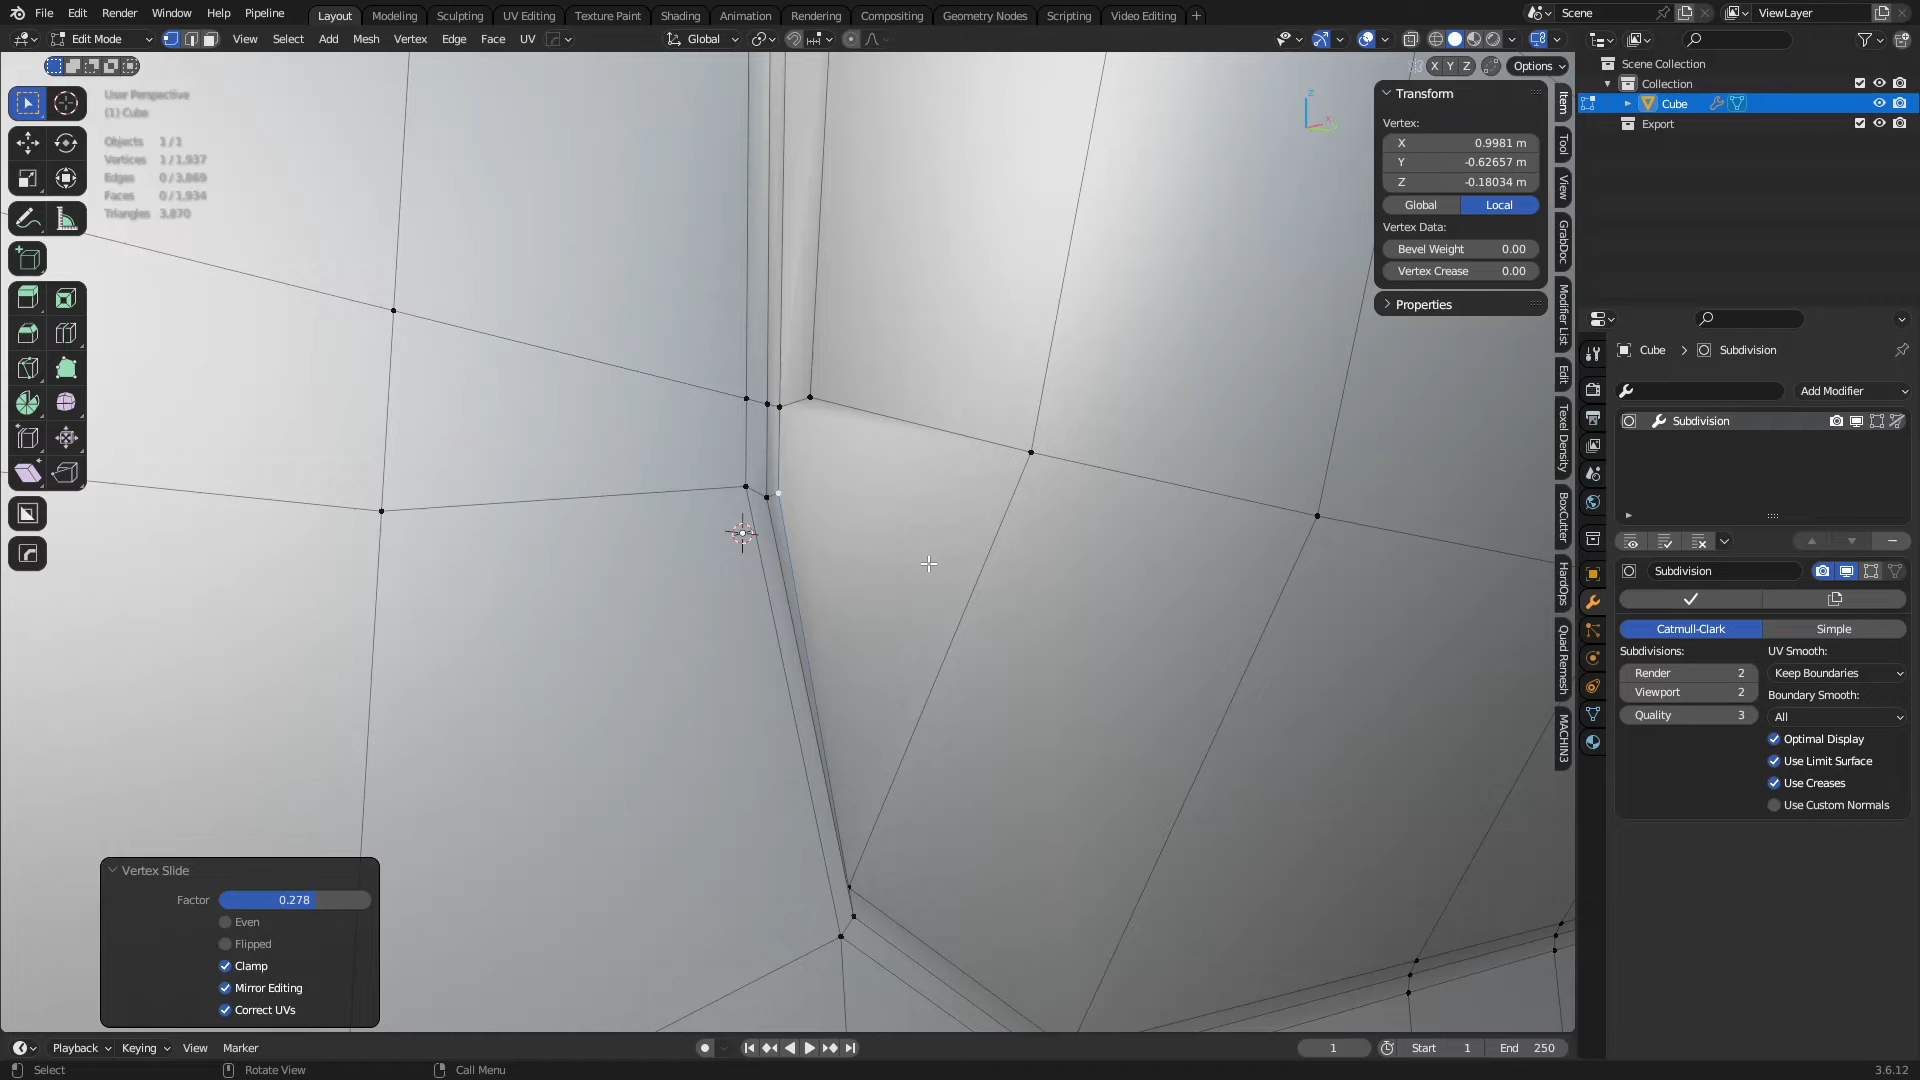 File Edit Render Window Help Pipeline Layout Modeling Sculpting UV Editing Texture Paint Shading Animation Rendering Compositing Geometry Nodes Scripting Video Editing + Scene ViewLayer
Edit Mode View Select Add Mesh Vertex Edge Face UV Global
X Y Z Options
Scene Collection
Collection
Cube
Export
User Perspective
(1) Cube
Objects 1/1
Vertices 1/1,937
Edges 0/3,869
Faces 0/1,934
Triangles 3,870
Z
X
Y
Transform
Vertex:
X 0.9981 m
Y -0.62657 m
Z -0.18034 m
Global Local
Vertex Data:
Bevel Weight 0.00
Vertex Crease 0.00
Properties
Item
Tool
View
GrabDoc
Modifier List
Edit
Texel Density
BoxCutter
HardOps
Quad Remesh
MACHIN3
Cube Subdivision
Add Modifier
Subdivision
Subdivision
Catmull-Clark Simple
Subdivisions: UV Smooth:
Render 2 Keep Boundaries
Viewport 2 Boundary Smooth:
Quality 3 All
Optimal Display
Use Limit Surface
Use Creases
Use Custom Normals
Vertex Slide
Factor 0.278
Even
Flipped
Clamp
Mirror Editing
Correct UVs
Playback Keying View Marker 1 Start 1 End 250
Select Rotate View Call Menu 3.6.12